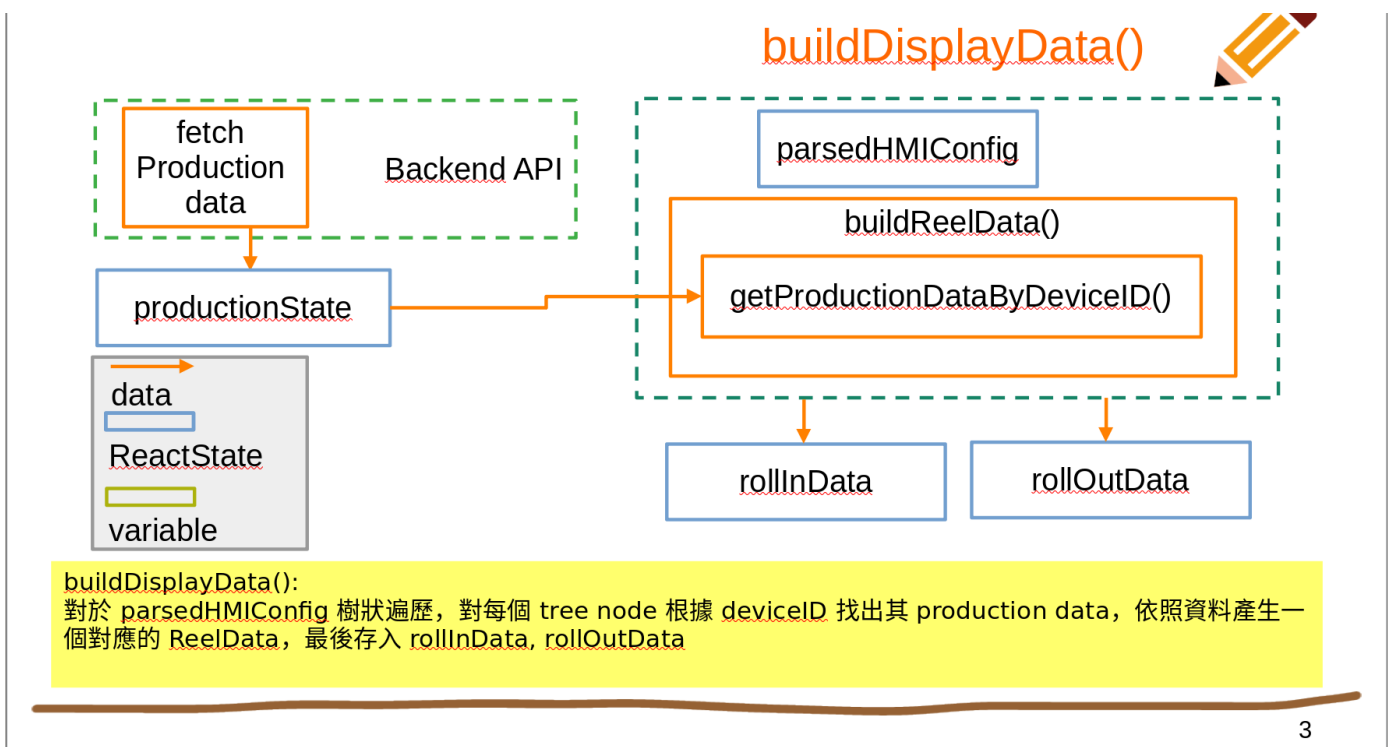 buildDisplayData()
fetch
Production
data
Backend API
productionState
parsedHMIConfig
buildReelData()
getProductionDataByDeviceID()
rollInData
rollOutData
data
ReactState
variable
buildDisplayData():
對於 parsedHMIConfig 樹狀遍歷，對每個 tree node 根據 deviceID 找出其 production data，依照資料產生一
個對應的 ReelData，最後存入 rollInData, rollOutData
3